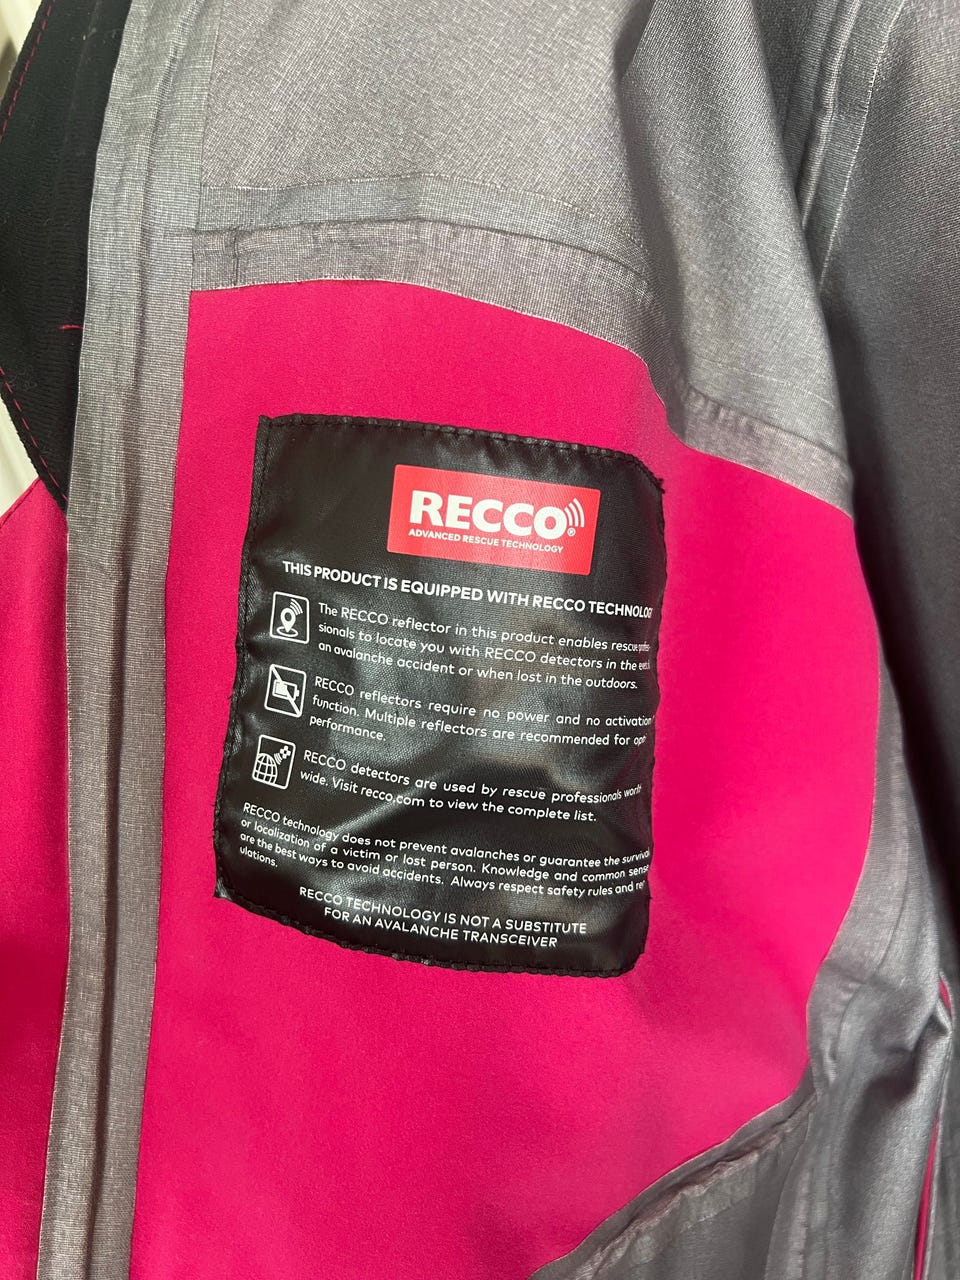 RECCO®
ADVANCED RESCUE TECHNOLOGY
THIS PRODUCT IS EQUIPPED WITH RECCO TECHNOLOG
The RECCO reflector in this product enables rescue profes-
sionals to locate you with RECCO detectors in the
an avalanche accident or when lost in the outdoors.
RECCO reflectors require no power and no activation
function. Multiple reflectors are recommended for
performance.
RECCO detectors are used by rescue professionals world-
wide. Visit recco.com to view the complete list.
RECCO technology does not prevent avalanches or guarantee the survival
or localization of a victim or lost person. Knowledge and common sense
are the best ways to avoid accidents. Always respect safety rules and
ulations.
RECCO TECHNOLOGY IS NOT A SUBSTITUTE
FOR AN AVALANCHE TRANSCEIVER